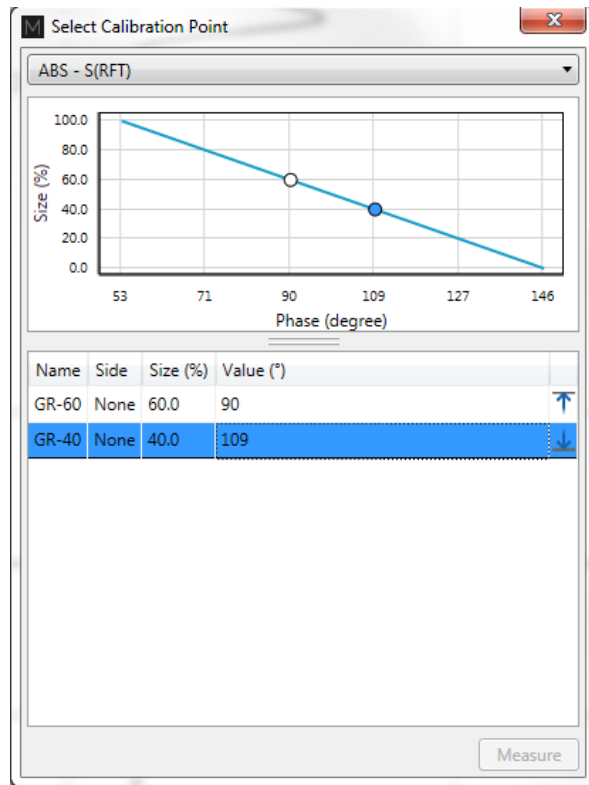 M Select Calibration Point
ABS - S(RFT)
100.0
80.0
60.0
40.0
20.0
0.0
Size (%)
53 71 90 109 127 146
Phase (degree)
Name Side Size (%) Value (°)
GR-60 None 60.0 90
GR-40 None 40.0 109
Measure